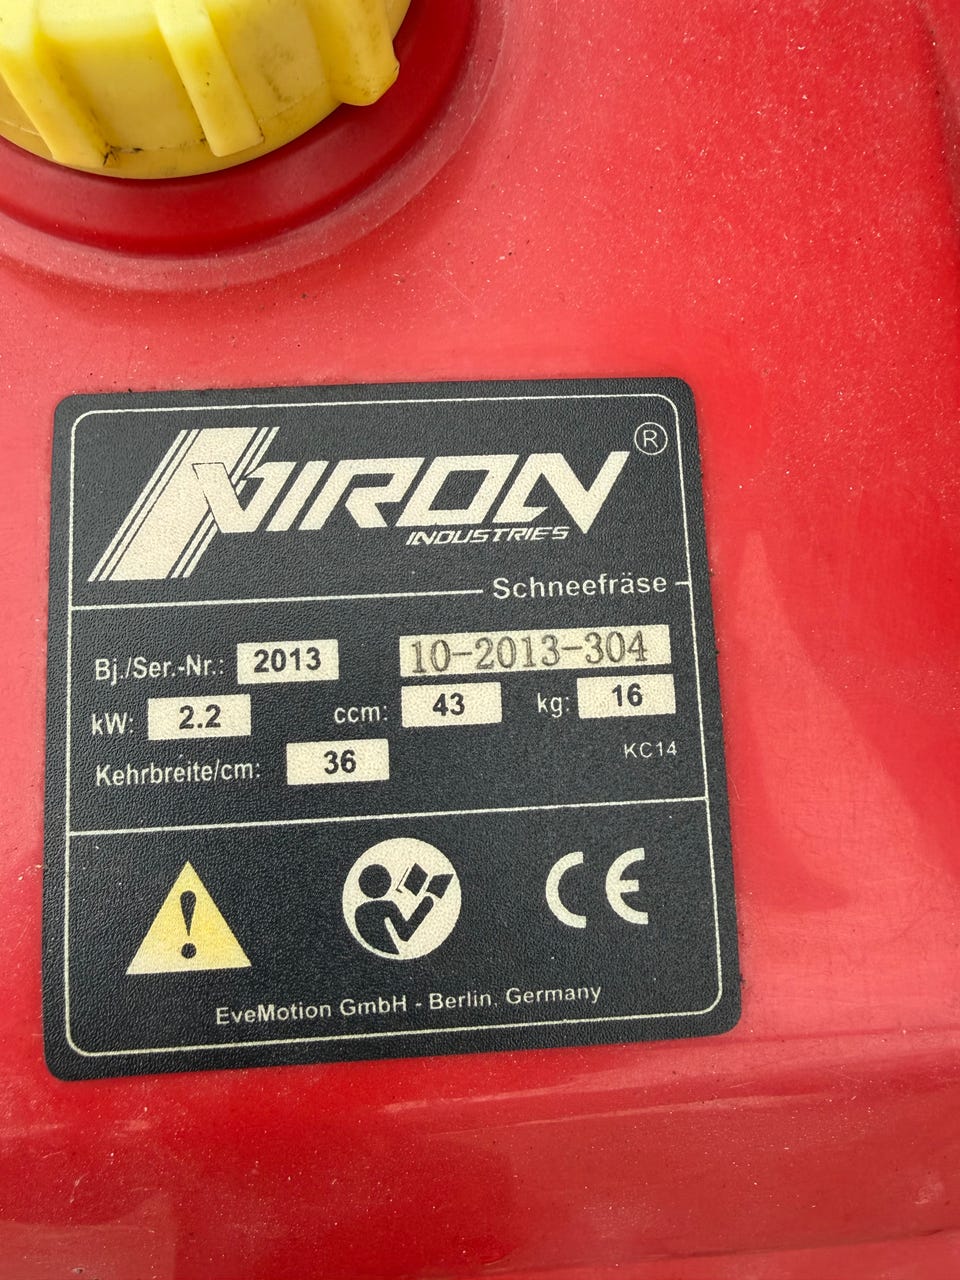 NIRON ®
INDUSTRIES
Schneefräse
Bj./Ser.-Nr.: 2013 10-2013-304
kW: 2.2 ccm: 43 kg: 16
Kehrbreite/cm: 36 KC14
CE
EveMotion GmbH - Berlin, Germany